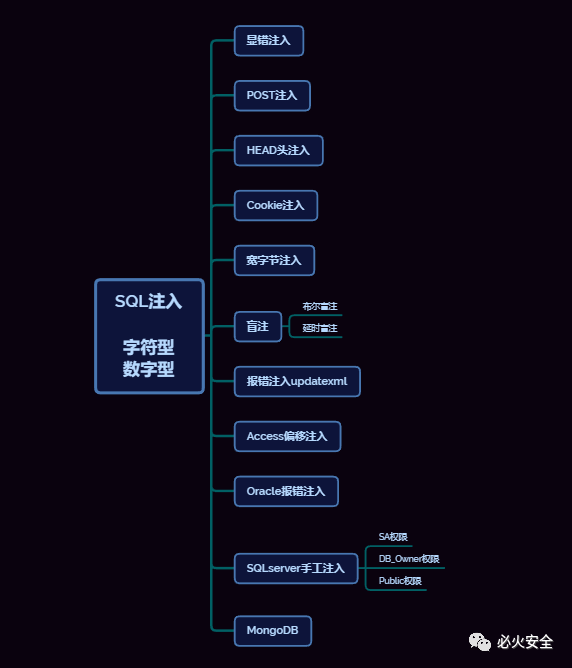 显错注入
POST注入
HEAD头注入
Cookie注入
宽字节注入
SQL注入
字符型
数字型
盲注
布尔盲注
延时盲注
报错注入updatexml
Access偏移注入
Oracle报错注入
SQLserver手工注入
SA权限
DB_Owner权限
Public权限
MongoDB
必火安全